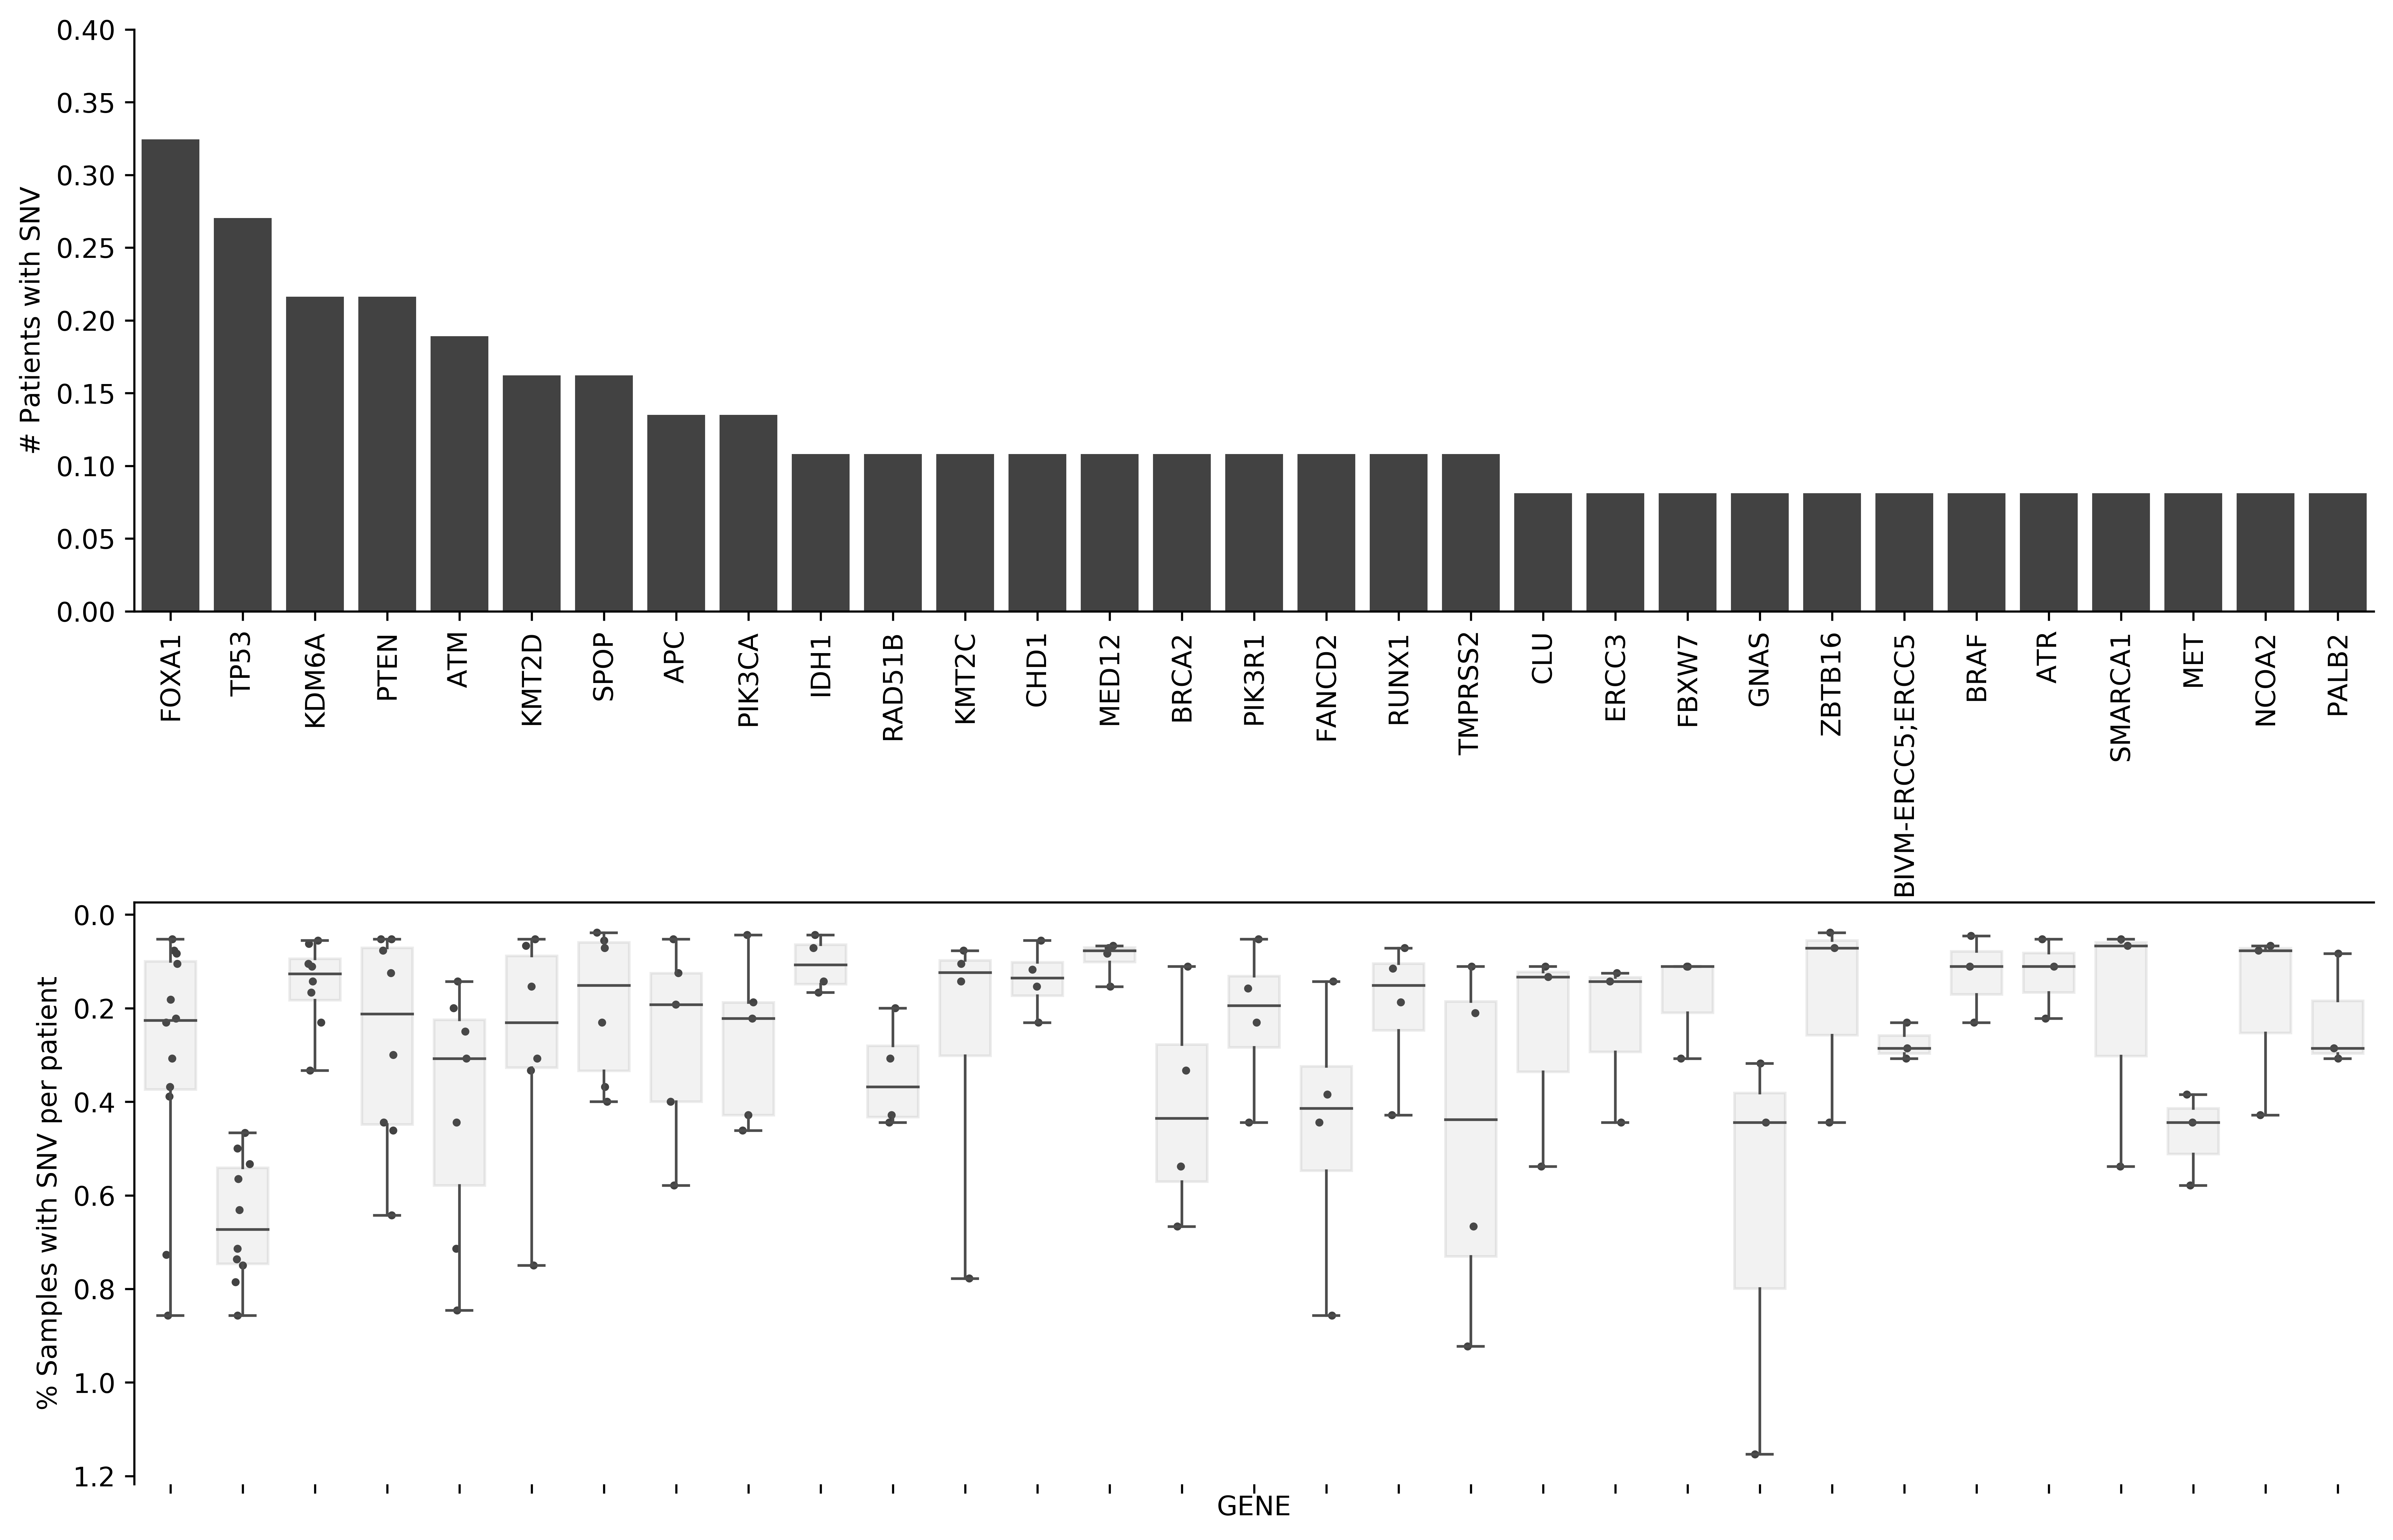 # Patients with SNV
0.40
0.35
0.30
0.25
0.20
0.15
0.10
0.05
0.00
FOXA1
TP53
KDM6A
PTEN
ATM
KMT2D
SPOP
APC
PIK3CA
IDH1
RAD51B
KMT2C
CHD1
MED12
BRCA2
PIK3R1
FANCD2
RUNX1
TMPRSS2
CLU
ERCC3
FBXW7
GNAS
ZBTB16
BIVM-ERCC5;ERCC5
BRAF
ATR
SMARCA1
MET
NCOA2
PALB2
% Samples with SNV per patient
0.0
0.2
0.4
0.6
0.8
1.0
1.2
GENE